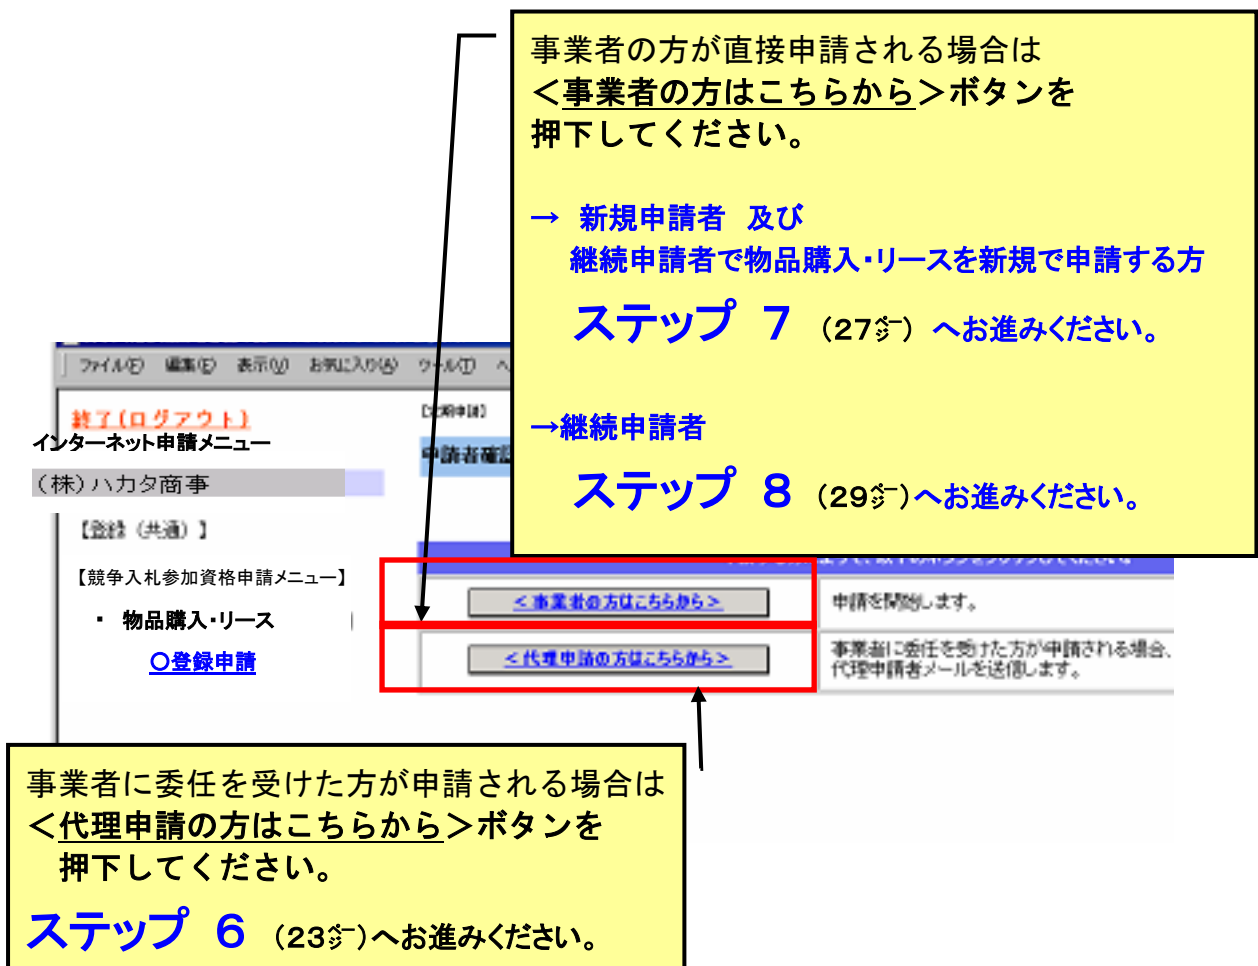 事業者の方が直接申請される場合は
＜事業者の方はこちらから＞ボタンを
押下してください。
→ 新規申請者 及び
継続申請者で物品購入・リースを新規で申請する方
ステップ 7 （27㌻） へお進みください。
→継続申請者
ステップ 8 （29㌻）へお進みください。
ファイル(F) 編集(E) 表示(V) お気に入り(A) ツール(T)
終了(ログアウト)
インターネット申請メニュー
(株)ハカタ商事
【登録（共通）】
【競争入札参加資格申請メニュー】
・ 物品購入・リース
○登録申請
【定期申請】
申請者確認
＜事業者の方はこちらから＞ 申請を開始します。
＜代理申請の方はこちらから＞ 事業者に委任を受けた方が申請される場合、
代理申請者メールを送信します。
事業者に委任を受けた方が申請される場合は
＜代理申請の方はこちらから＞ボタンを
押下してください。
ステップ 6 （23㌻）へお進みください。